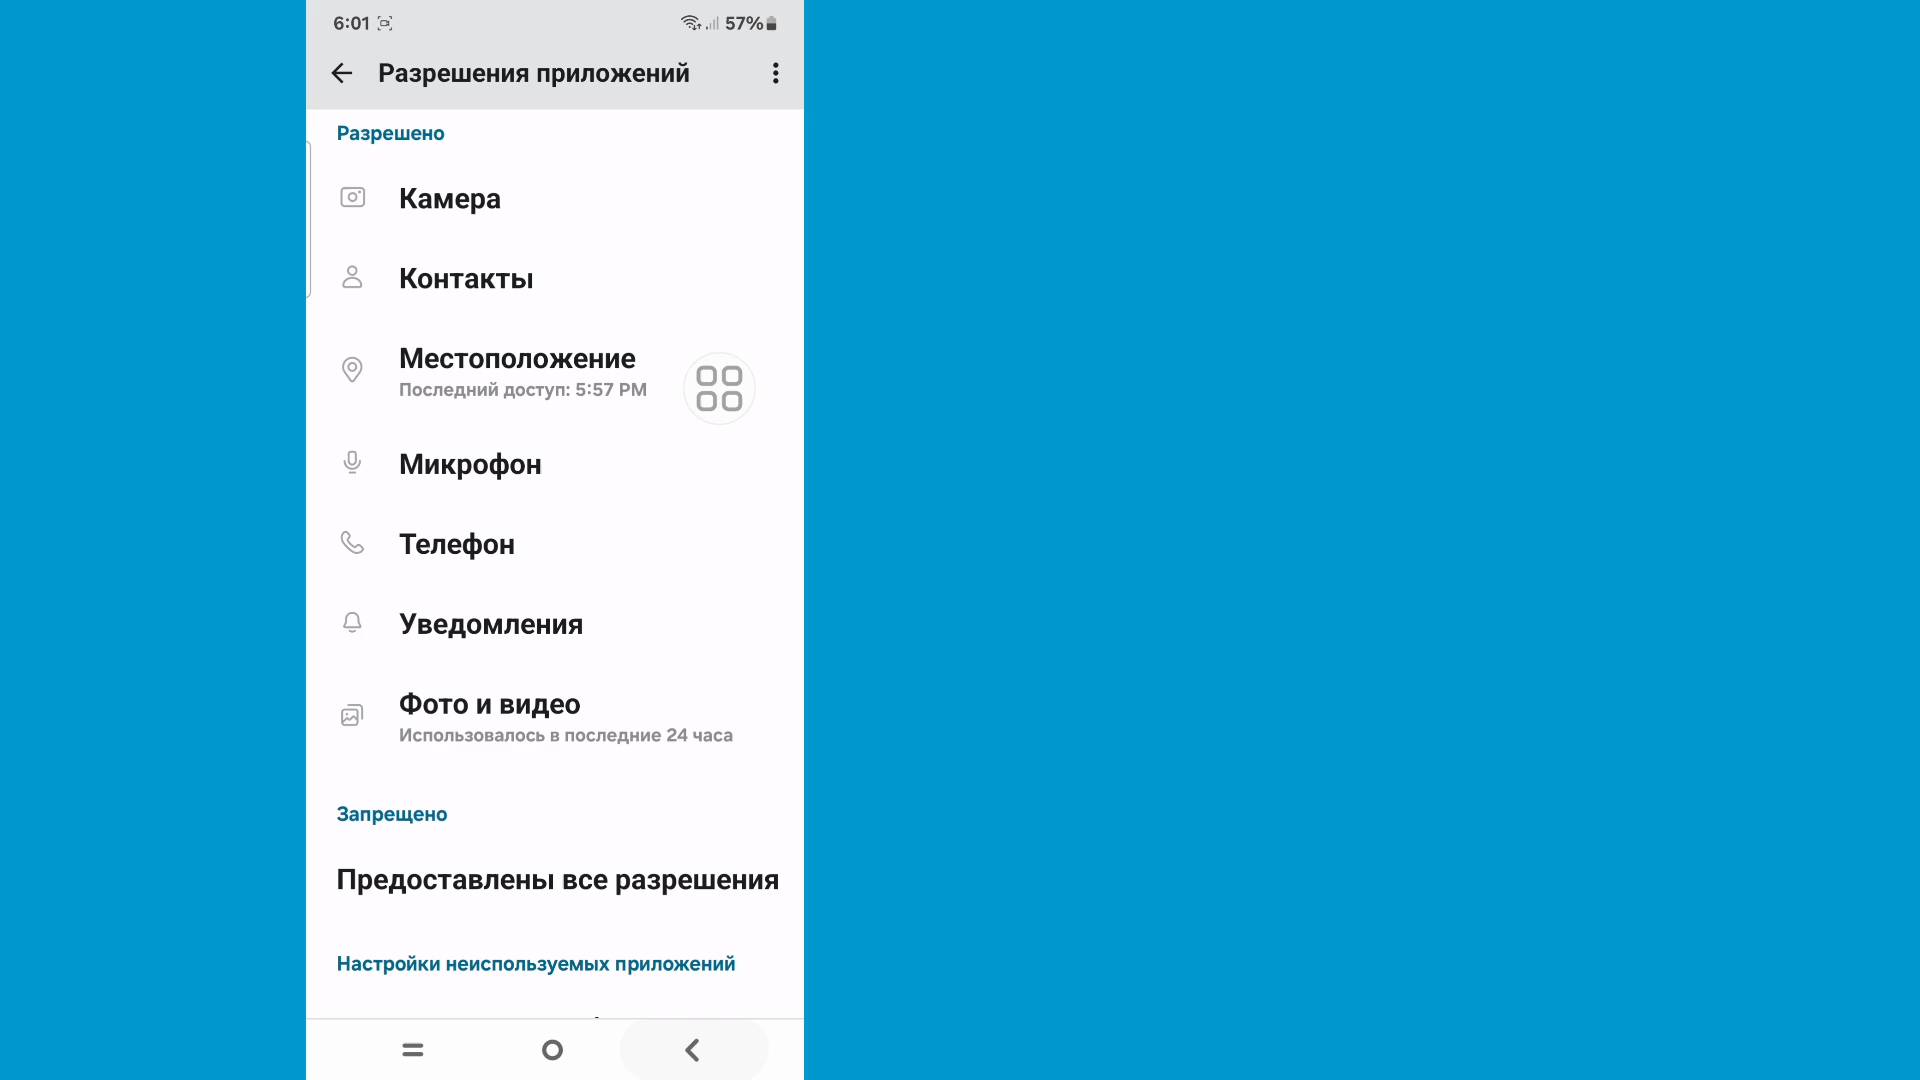 6:01 57%
Разрешения приложений
Разрешено
Камера
Контакты
Местоположение
Последний доступ: 5:57 PM
Микрофон
Телефон
Уведомления
Фото и видео
Использовалось в последние 24 часа
Запрещено
Предоставлены все разрешения
Настройки неиспользуемых приложений